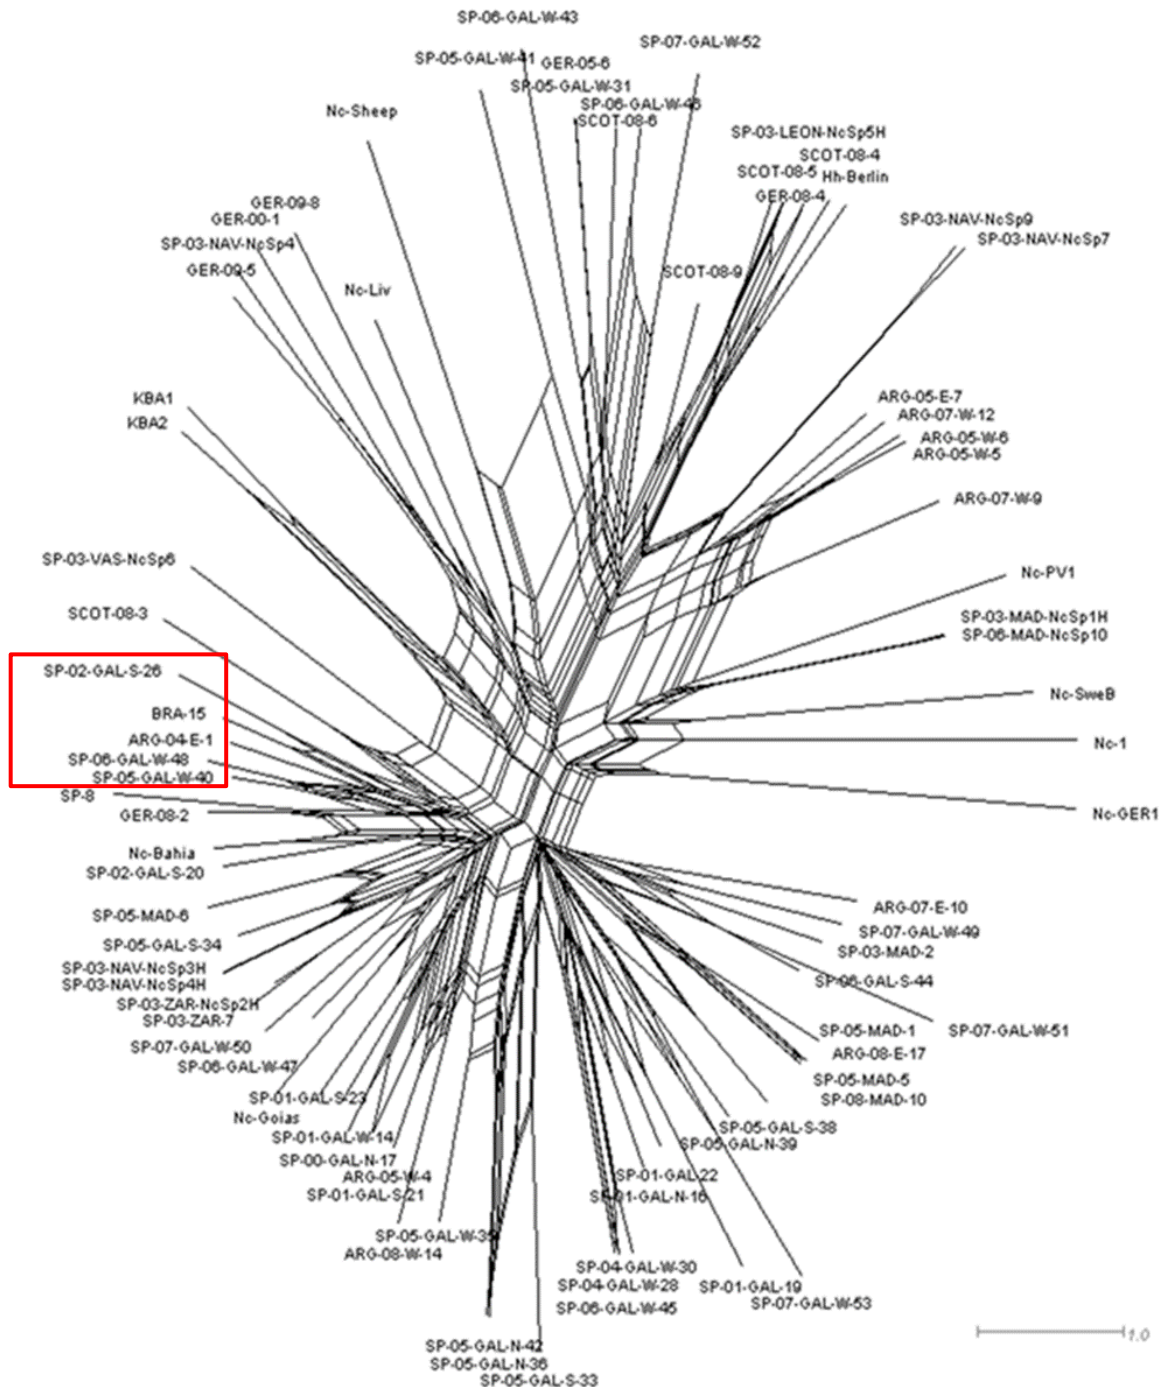 SP-06-GAL-W-43
SP-07-GAL-W-52
SP-05-GAL-W-41
GER-05-6
SP-05-GAL-W-31
SP-06-GAL-W-46
SCOT-08-6
Nc-Sheep
SP-03-LEON-NcSp5H
SCOT-08-4
SCOT-08-5
Hh-Berlin
GER-08-4
GER-09-8
GER-00-1
SP-03-NAV-NcSp4
GER-09-5
SP-03-NAV-NcSp9
SP-03-NAV-NcSp7
SCOT-08-9
Nc-Liv
KBA1
KBA2
ARG-05-E-7
ARG-07-W-12
ARG-05-W-6
ARG-05-W-5
ARG-07-W-9
SP-03-VAS-NcSp6
Nc-PV1
SCOT-08-3
SP-03-MAD-NcSp1H
SP-06-MAD-NcSp10
SP-02-GAL-S-26
Nc-SweB
BRA-15
ARG-04-E-1
Nc-1
SP-06-GAL-W-48
SP-05-GAL-W-40
SP-8
GER-08-2
Nc-GER1
Nc-Bahia
SP-02-GAL-S-20
SP-05-MAD-6
ARG-07-E-10
SP-07-GAL-W-49
SP-05-GAL-S-34
SP-03-MAD-2
SP-03-NAV-NcSp3H
SP-03-NAV-NcSp4H
SP-06-GAL-S-44
SP-03-ZAR-NcSp2H
SP-03-ZAR-7
SP-05-MAD-1
SP-07-GAL-W-51
SP-07-GAL-W-50
ARG-08-E-17
SP-06-GAL-W-47
SP-05-MAD-5
SP-08-MAD-10
SP-01-GAL-S-23
Nc-Goias
SP-05-GAL-S-38
SP-01-GAL-W-14
SP-05-GAL-N-39
SP-00-GAL-N-17
ARG-05-W-4
SP-01-GAL-22
SP-01-GAL-S-21
SP-01-GAL-N-16
SP-05-GAL-W-35
ARG-08-W-14
SP-04-GAL-W-30
SP-04-GAL-W-28
SP-01-GAL-19
SP-06-GAL-W-45
SP-07-GAL-W-53
1.0
SP-05-GAL-N-42
SP-05-GAL-N-36
SP-05-GAL-S-33